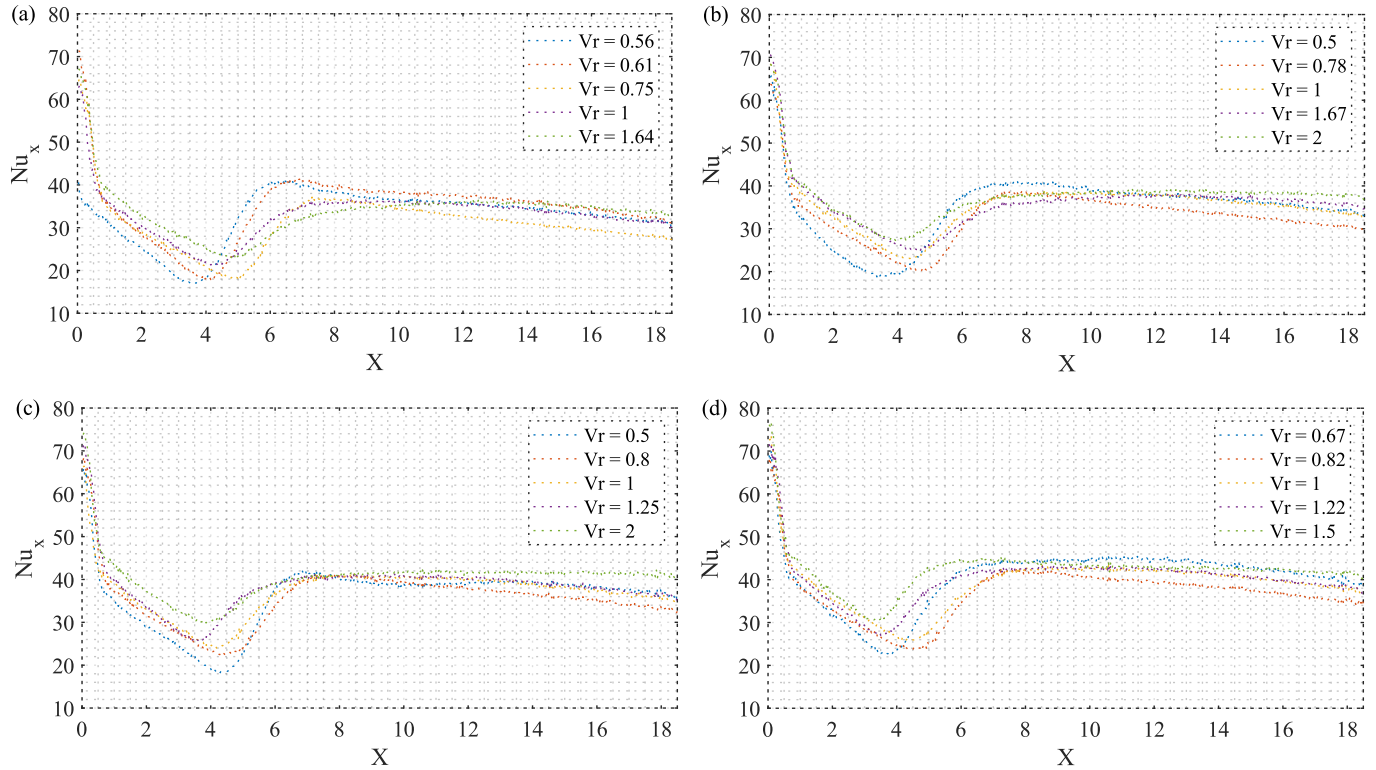 (a)
80
70
60
50
40
30
20
10
Nu_x
0 2 4 6 8 10 12 14 16 18
X
Vr = 0.56
Vr = 0.61
Vr = 0.75
Vr = 1
Vr = 1.64
(b)
80
70
60
50
40
30
20
10
Nu_x
0 2 4 6 8 10 12 14 16 18
X
Vr = 0.5
Vr = 0.78
Vr = 1
Vr = 1.67
Vr = 2
(c)
80
70
60
50
40
30
20
10
Nu_x
0 2 4 6 8 10 12 14 16 18
X
Vr = 0.5
Vr = 0.8
Vr = 1
Vr = 1.25
Vr = 2
(d)
80
70
60
50
40
30
20
10
Nu_x
0 2 4 6 8 10 12 14 16 18
X
Vr = 0.67
Vr = 0.82
Vr = 1
Vr = 1.22
Vr = 1.5